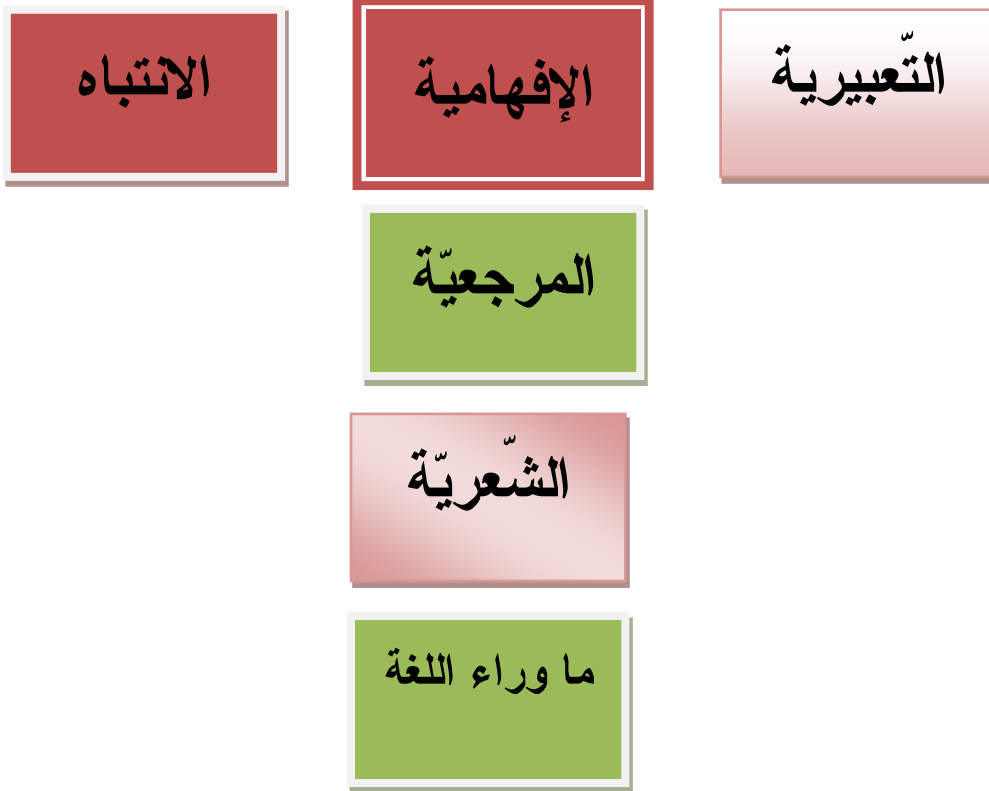 التّعبيرية
الإفهامية
الانتباه
المرجعيّة
الشّعريّة
ما وراء اللغة